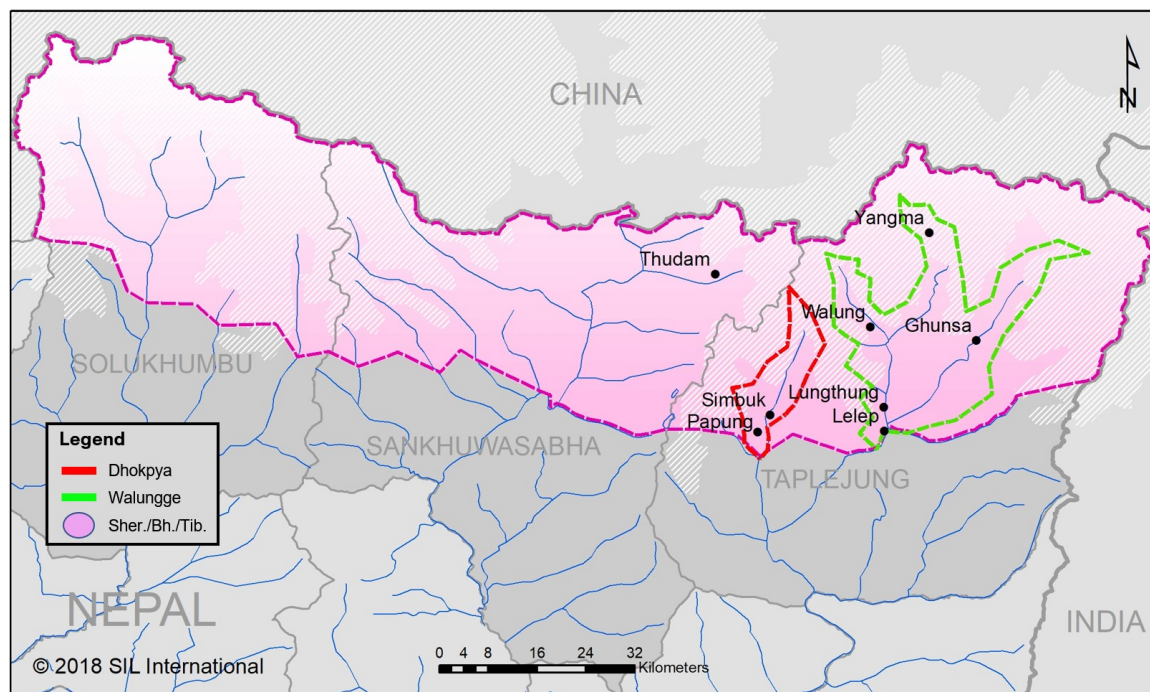 CHINA
N
Yangma
Thudam
Walung
Ghunsa
SOLUKHUMBU
Simbuk
Lungthung
Papung
Lelep
SANKHUWASABHA
TAPLEJUNG
Legend
Dhokpya
Walungge
Sher./Bh./Tib.
NEPAL
INDIA
© 2018 SIL International
0 4 8 16 24 32
Kilometers